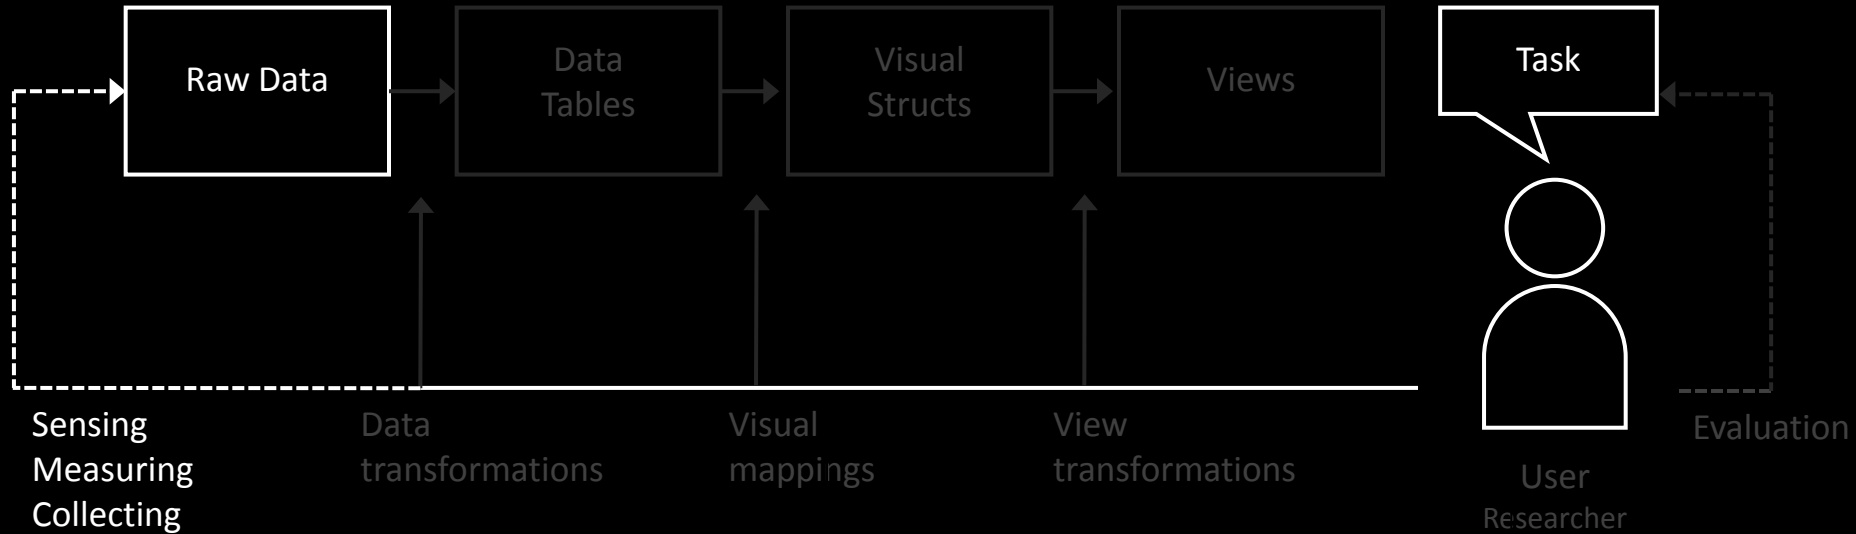 Raw Data
Data
Tables
Visual
Structs
Views
Task
Sensing
Measuring
Collecting
Data
transformations
Visual
mappings
View
transformations
User
Researcher
Evaluation